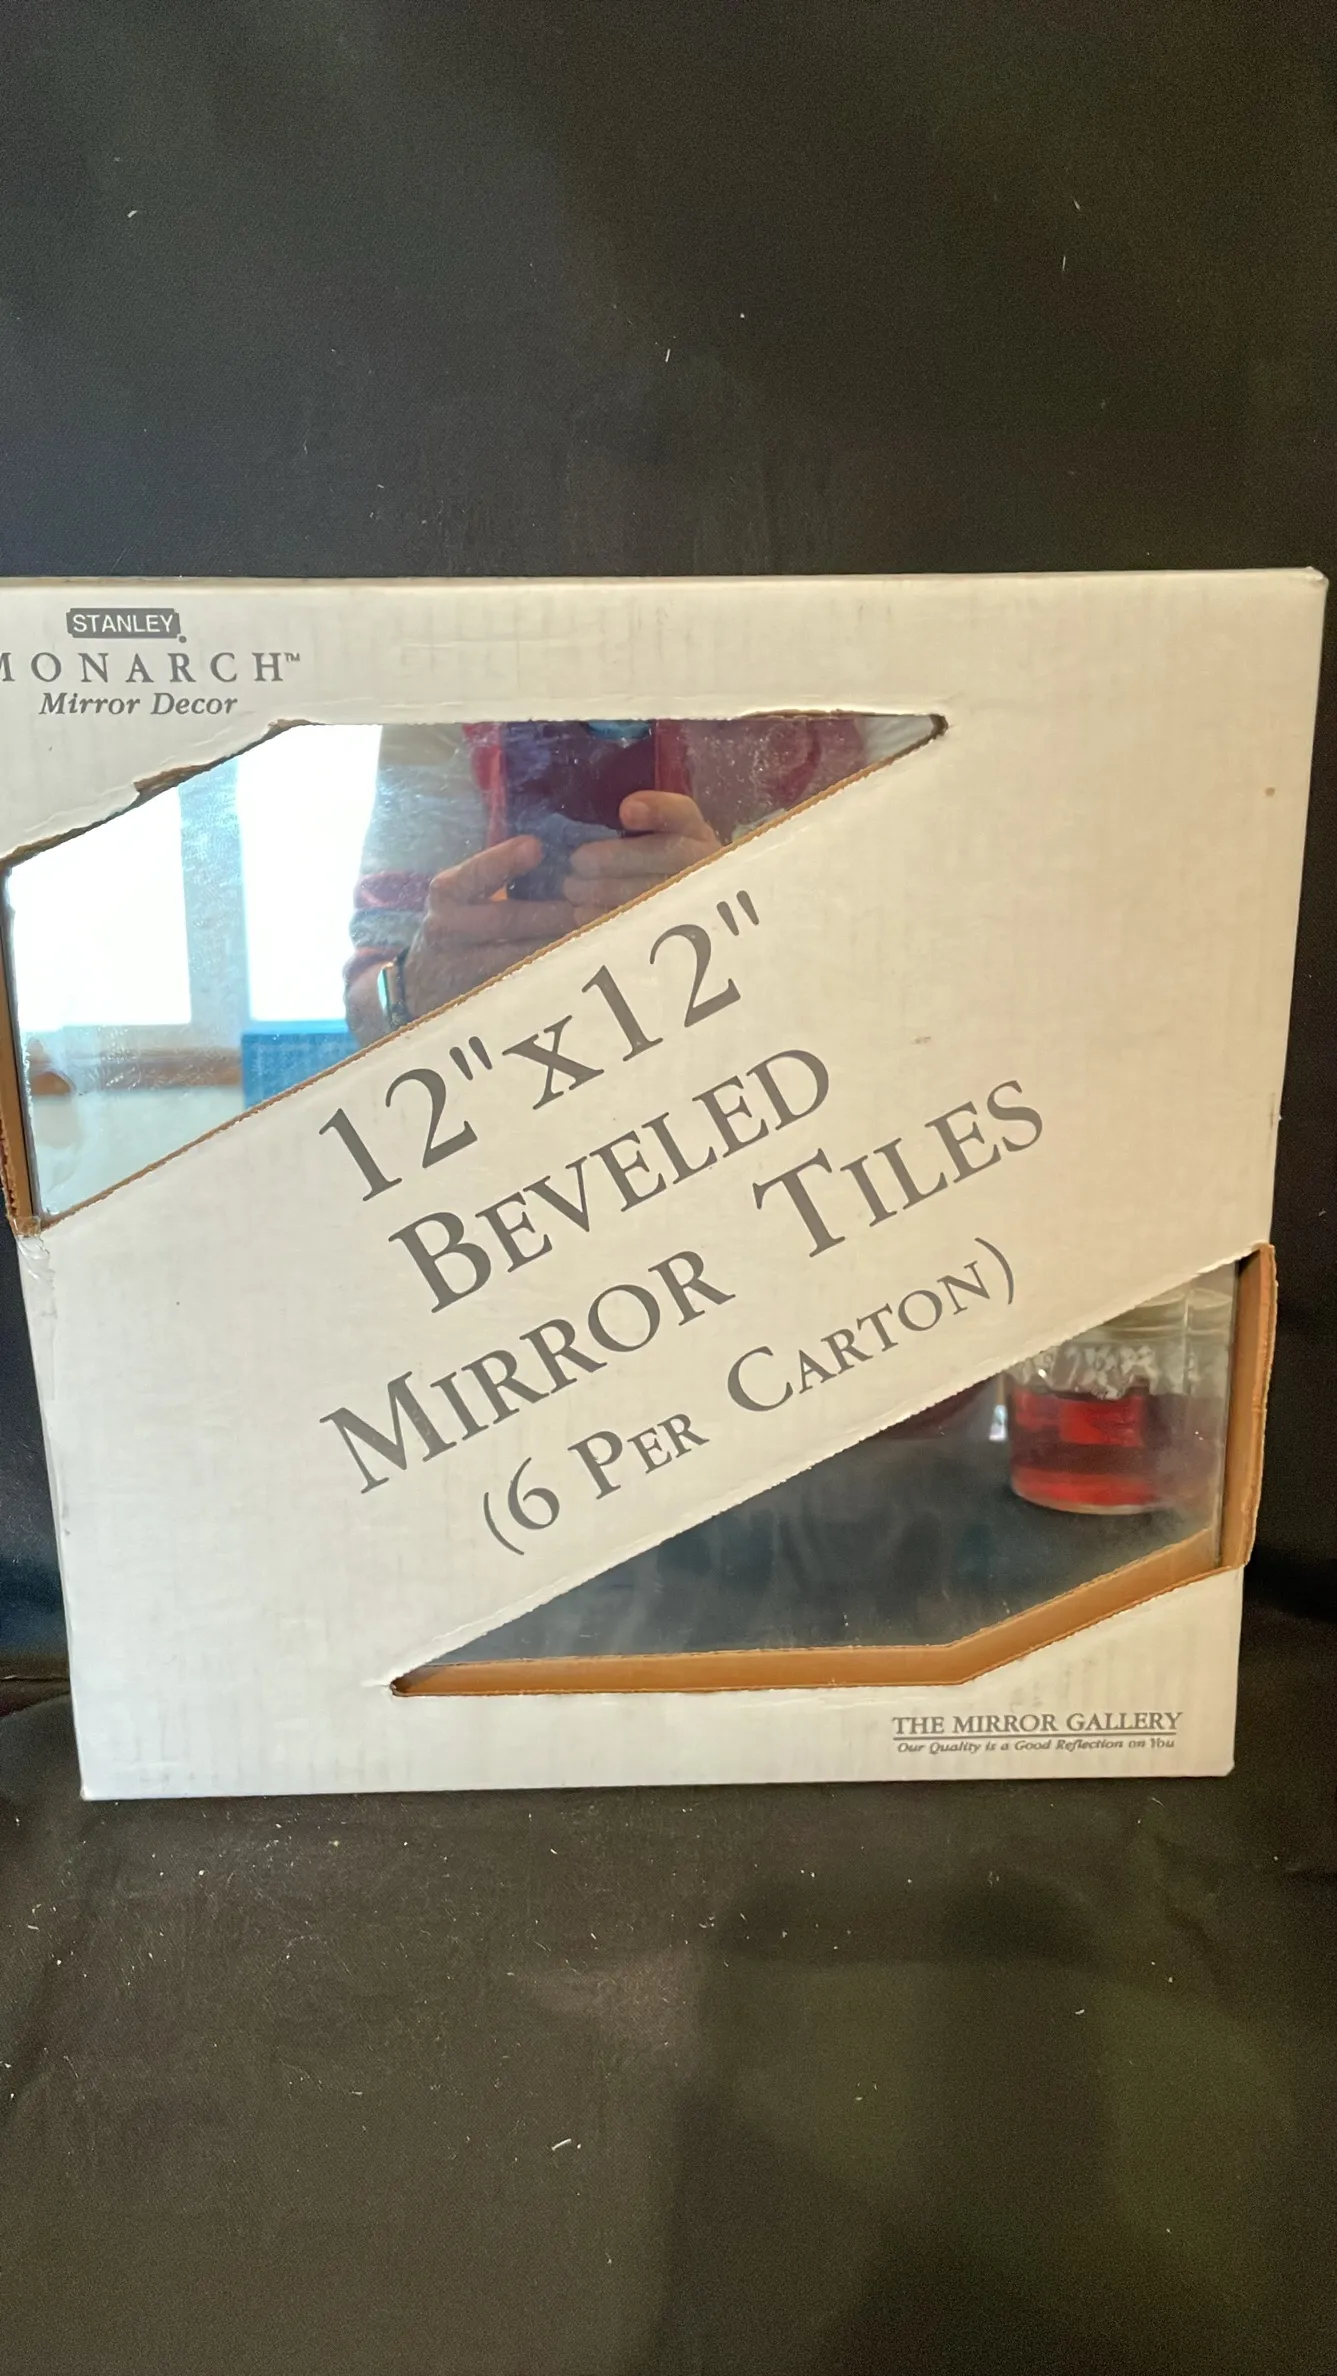 STANLEY
MONARCH™
Mirror Decor
12"x12"
BEVELED
MIRROR TILES
(6 PER CARTON)
THE MIRROR GALLERY
Our Quality is a Good Reflection on You